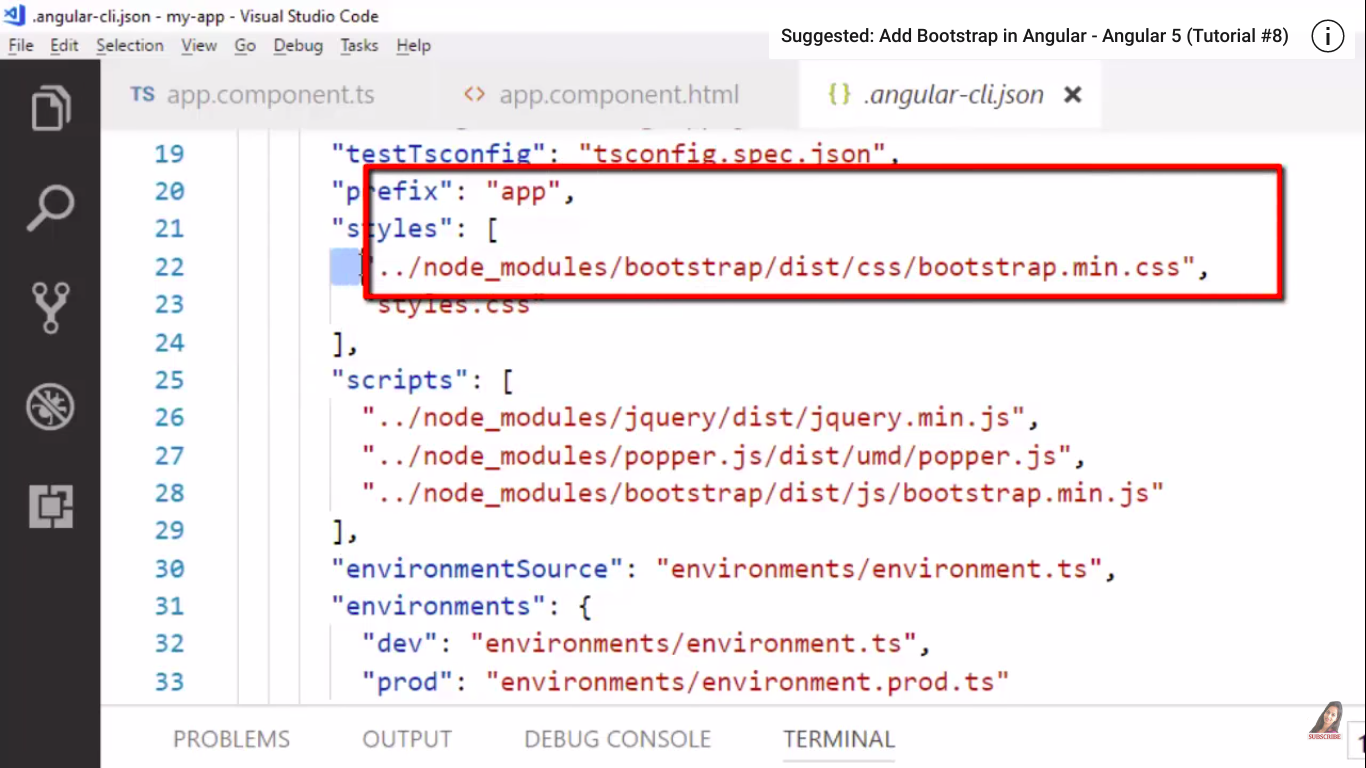 .angular-cli.json - my-app - Visual Studio Code
File Edit Selection View Go Debug Tasks Help
Suggested: Add Bootstrap in Angular - Angular 5 (Tutorial #8)
TS app.component.ts <> app.component.html {} .angular-cli.json
19 "testTsconfig": "tsconfig.spec.json",
20 "prefix": "app",
21 "styles": [
22 "../node_modules/bootstrap/dist/css/bootstrap.min.css",
23 "styles.css"
24 ],
25 "scripts": [
26 "../node_modules/jquery/dist/jquery.min.js",
27 "../node_modules/popper.js/dist/umd/popper.js",
28 "../node_modules/bootstrap/dist/js/bootstrap.min.js"
29 ],
30 "environmentSource": "environments/environment.ts",
31 "environments": {
32 "dev": "environments/environment.ts",
33 "prod": "environments/environment.prod.ts"
PROBLEMS OUTPUT DEBUG CONSOLE TERMINAL
SUBSCRIBE